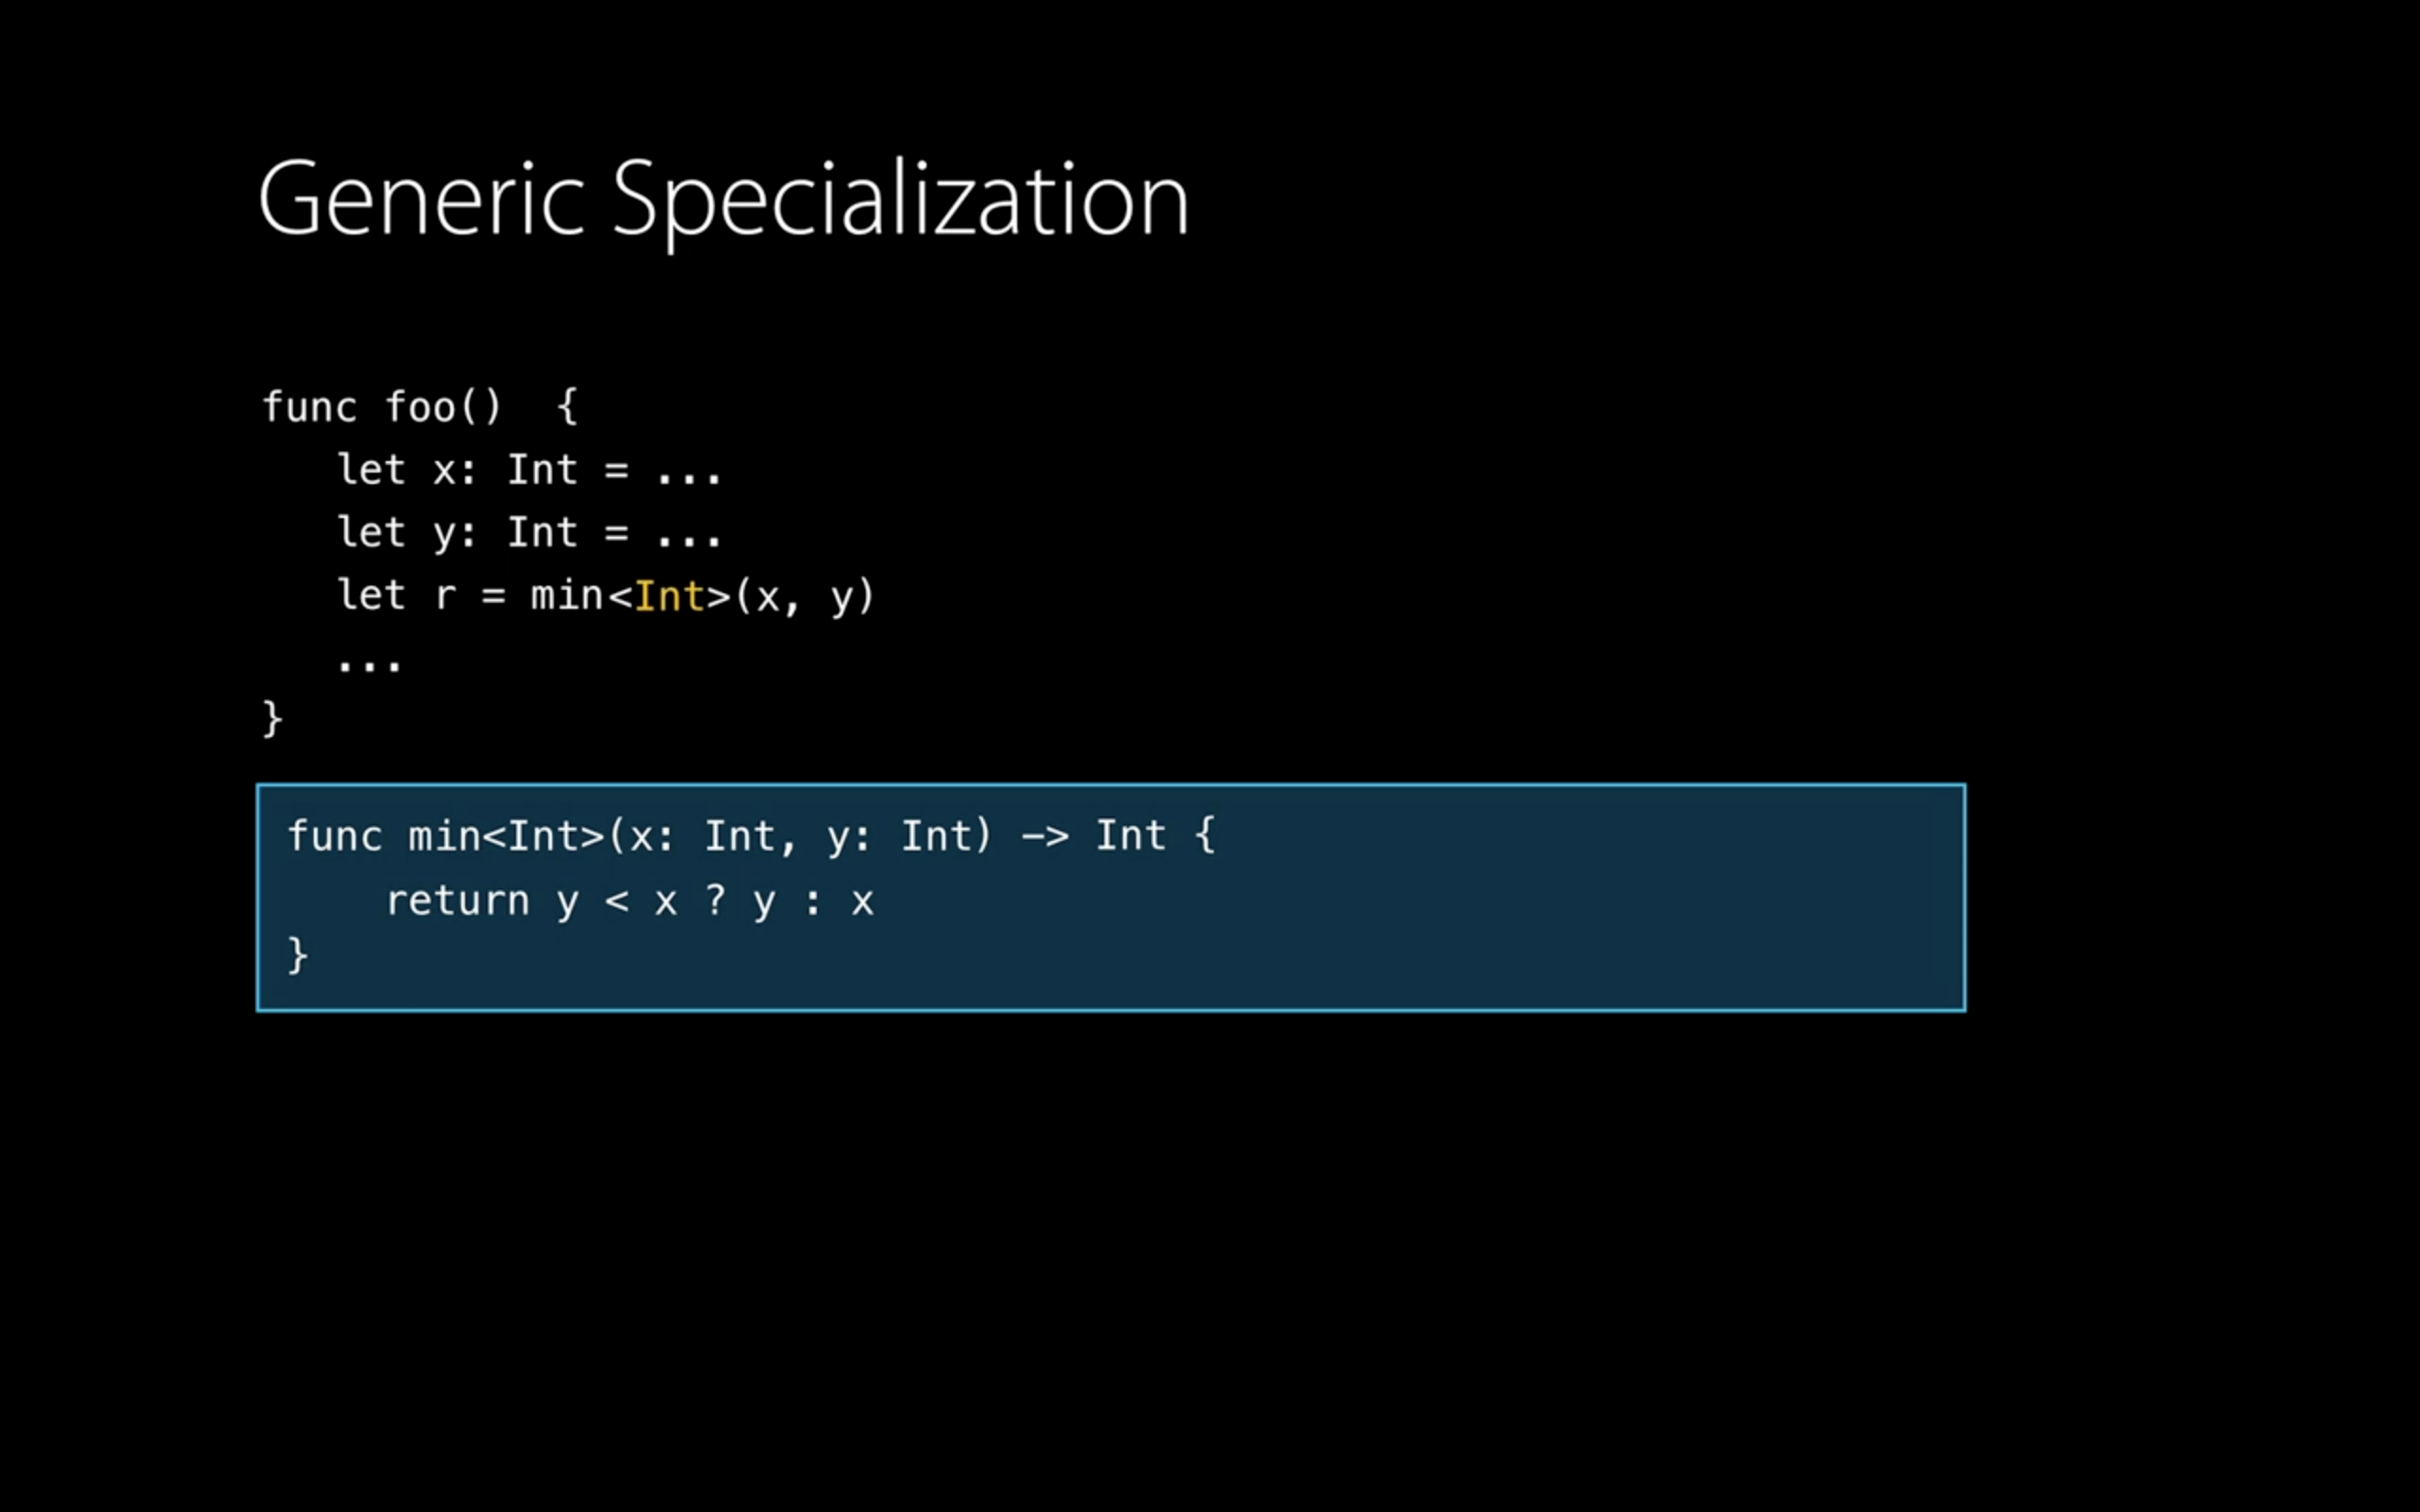 Generic Specialization
func foo()  {
   let x: Int = ...
   let y: Int = ...
   let r = min<Int>(x, y)
   ...
}
func min<Int>(x: Int, y: Int) -> Int {
    return y < x ? y : x
}